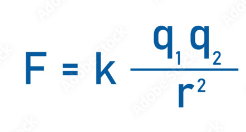 F = k q₁q₂ / r²